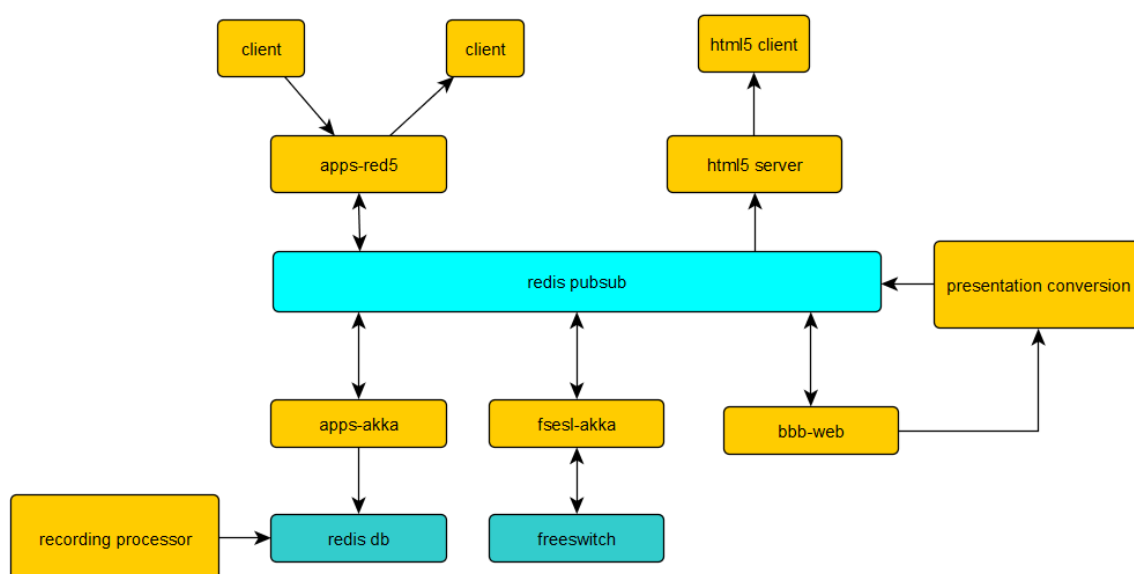 client
client
html5 client
apps-red5
html5 server
redis pubsub
presentation conversion
apps-akka
fsesl-akka
bbb-web
recording processor
redis db
freeswitch